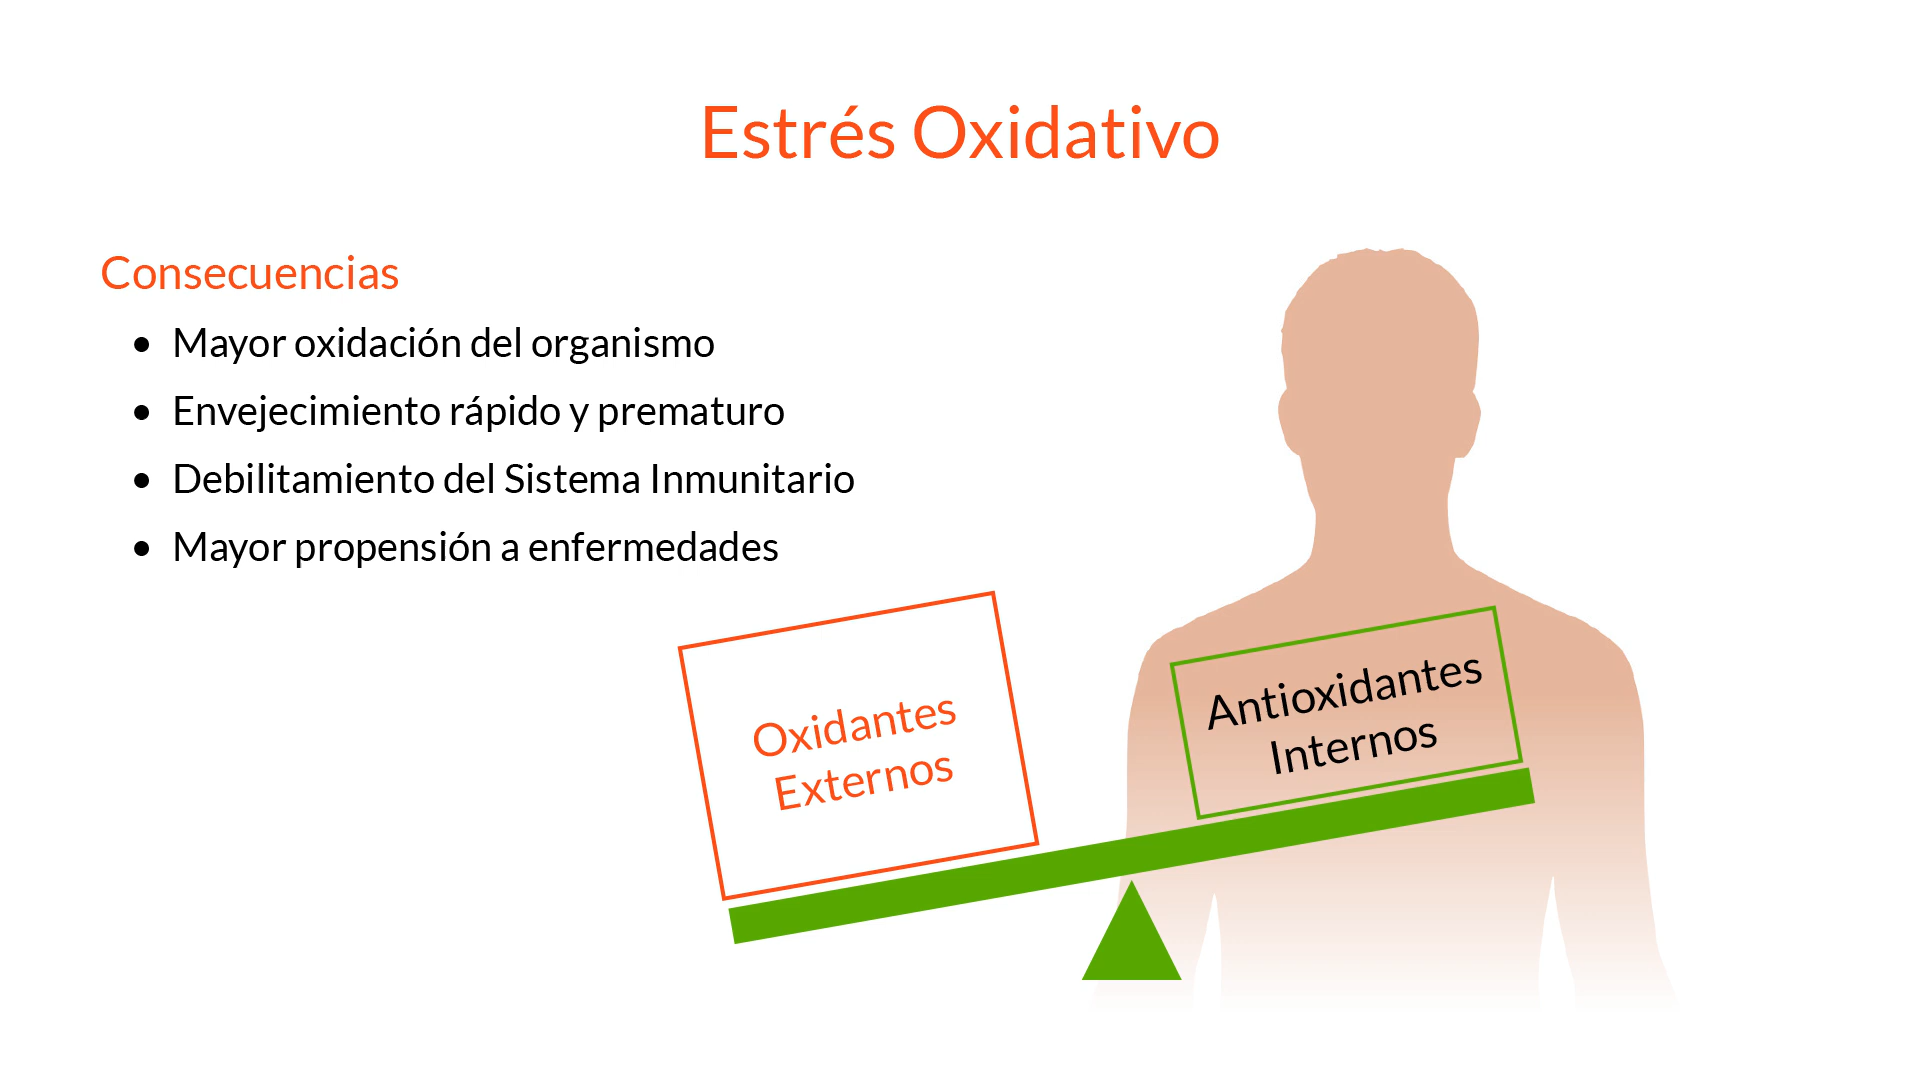 Estrés Oxidativo
Consecuencias
• Mayor oxidación del organismo
• Envejecimiento rápido y prematuro
• Debilitamiento del Sistema Inmunitario
• Mayor propensión a enfermedades
Oxidantes
Externos
Antioxidantes
Internos